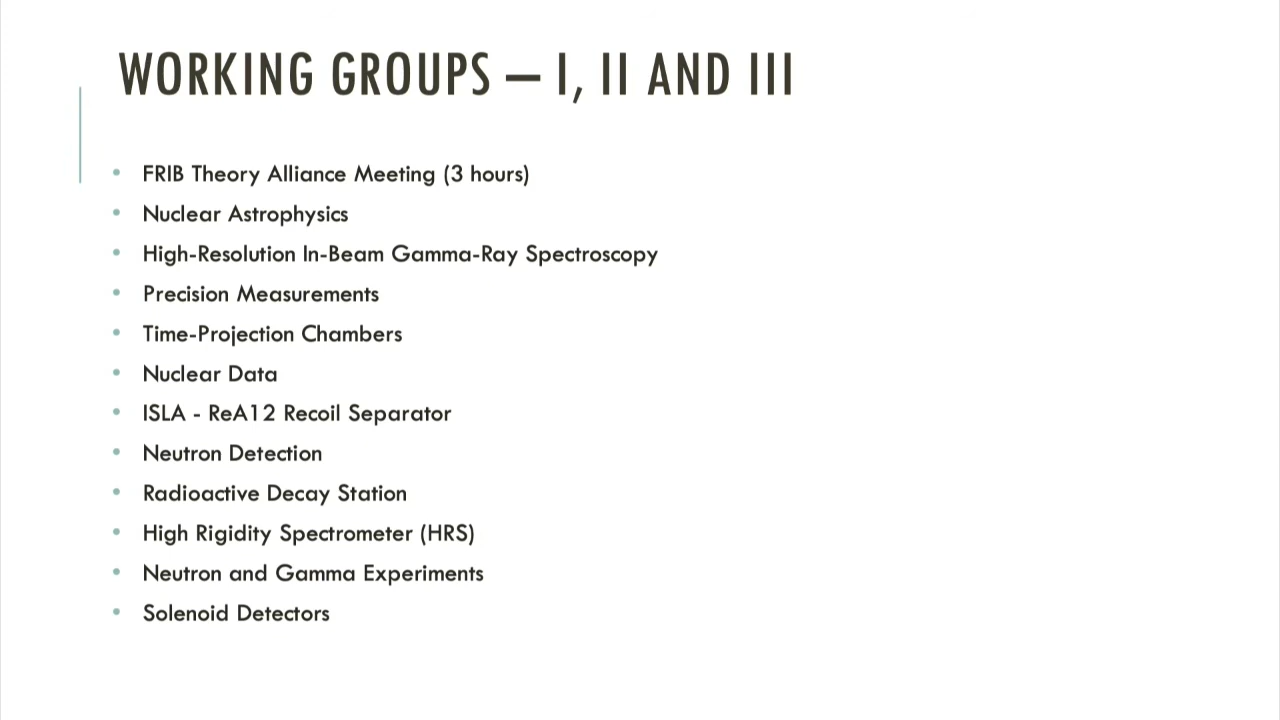 WORKING GROUPS – I, II AND III
• FRIB Theory Alliance Meeting (3 hours)
• Nuclear Astrophysics
• High-Resolution In-Beam Gamma-Ray Spectroscopy
• Precision Measurements
• Time-Projection Chambers
• Nuclear Data
• ISLA - ReA12 Recoil Separator
• Neutron Detection
• Radioactive Decay Station
• High Rigidity Spectrometer (HRS)
• Neutron and Gamma Experiments
• Solenoid Detectors